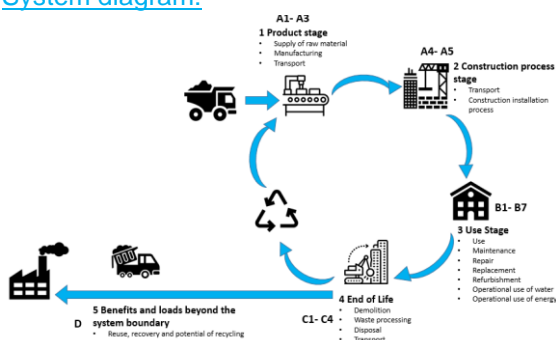 System diagram:
A1- A3
1 Product stage
• Supply of raw material
• Manufacturing
• Transport
A4- A5
2 Construction process
stage
• Transport
• Construction installation
process
B1- B7
3 Use Stage
• Use
• Maintenance
• Repair
• Replacement
• Refurbishment
• Operational use of water
• Operational use of energy
4 End of Life
C1- C4
• Demolition
• Waste processing
• Disposal
• Transport
5 Benefits and loads beyond the
D system boundary
• Reuse, recovery and potential of recycling